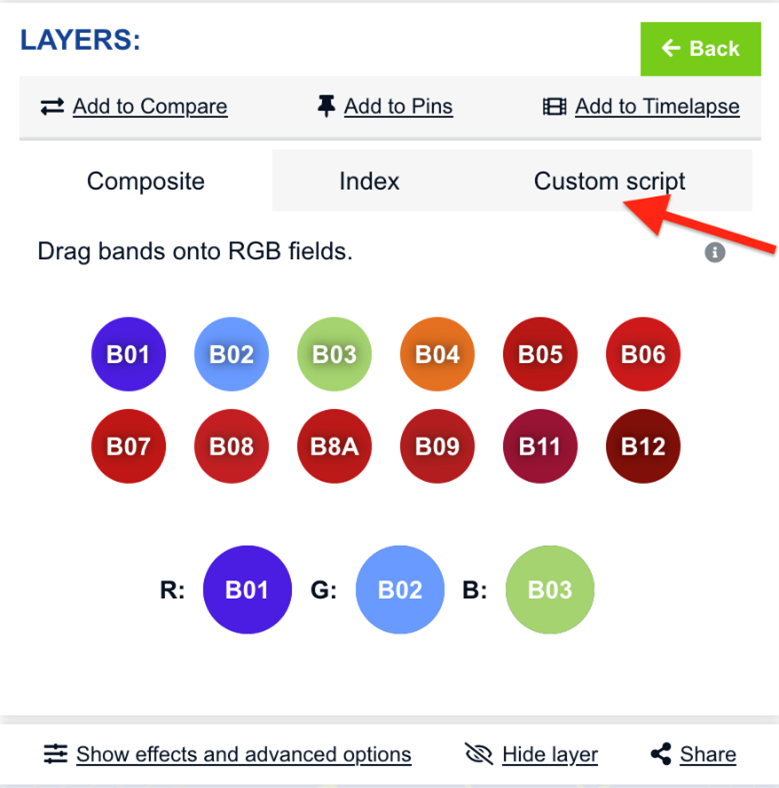 LAYERS:
Back
Add to Compare Add to Pins Add to Timelapse
Composite Index Custom script
Drag bands onto RGB fields.
B01 B02 B03 B04 B05 B06
B07 B08 B8A B09 B11 B12
R: B01 G: B02 B: B03
Show effects and advanced options Hide layer Share